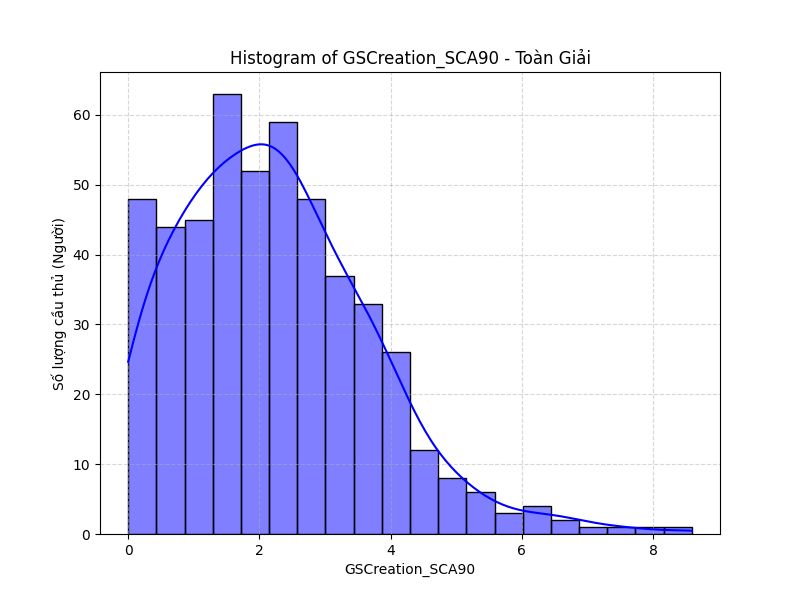 Histogram of GSCreation_SCA90 - Toàn Giải
60
50
40
30
20
10
0
Số lượng cầu thủ (Người)
0 2 4 6 8
GSCreation_SCA90